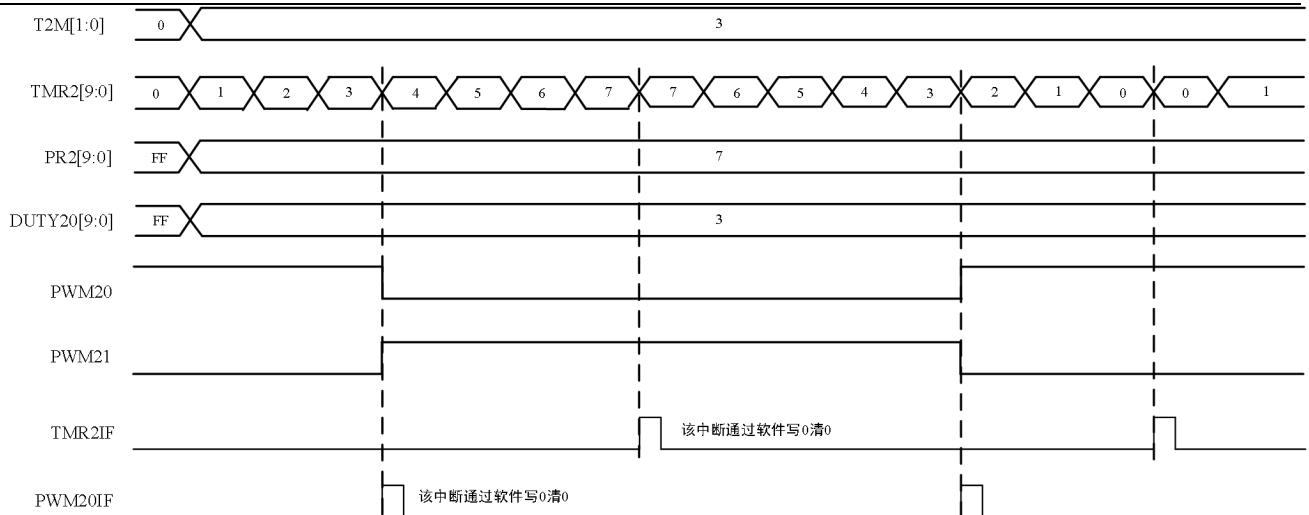 T2M[1:0] 0 3
TMR2[9:0] 0 1 2 3 4 5 6 7 7 6 5 4 3 2 1 0 0 1
PR2[9:0] FF 7
DUTY20[9:0] FF 3
PWM20
PWM21
TMR2IF 该中断通过软件写0清0
PWM20IF 该中断通过软件写0清0